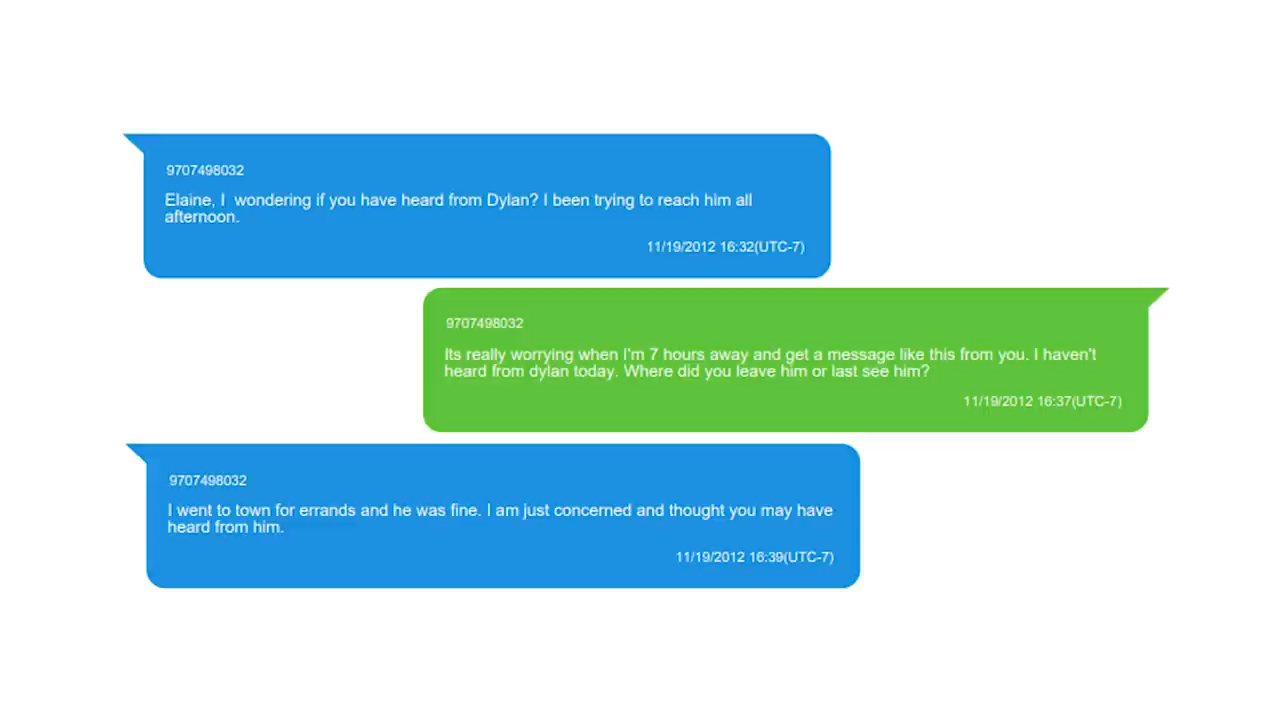 9707498032
Elaine, I  wondering if you have heard from Dylan? I been trying to reach him all
afternoon.
11/19/2012 16:32(UTC-7)
9707498032
Its really worrying when I'm 7 hours away and get a message like this from you. I haven't
heard from dylan today. Where did you leave him or last see him?
11/19/2012 16:37(UTC-7)
9707498032
I went to town for errands and he was fine. I am just concerned and thought you may have
heard from him.
11/19/2012 16:39(UTC-7)